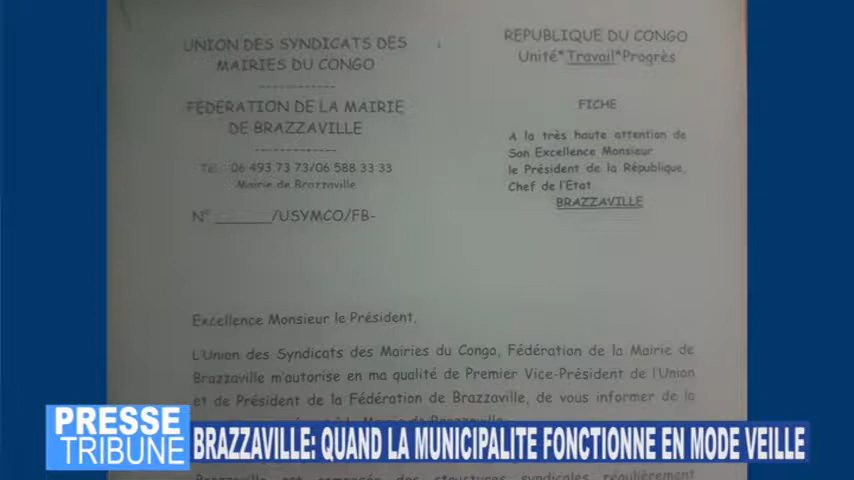 UNION DES SYNDICATS DES
MAIRIES DU CONGO
------------
FEDERATION DE LA MAIRIE
DE BRAZZAVILLE
-------------
TEL: 06 493 73 73/06 588 33 33
Mairie de Brazzaville
N° _______/USYMCO/FB-
REPUBLIQUE DU CONGO
Unité*Travail*Progrès
FICHE
A la très haute attention de
Son Excellence Monsieur
le Président de la République,
Chef de l'Etat
BRAZZAVILLE
Excellence Monsieur le Président,
L'Union des Syndicats des Mairies du Congo, Fédération de la Mairie de
Brazzaville m'autorise en ma qualité de Premier Vice-Président de l'Union
et de Président de la Fédération de Brazzaville, de vous informer de la
PRESSE
TRIBUNE
BRAZZAVILLE: QUAND LA MUNICIPALITE FONCTIONNE EN MODE VEILLE